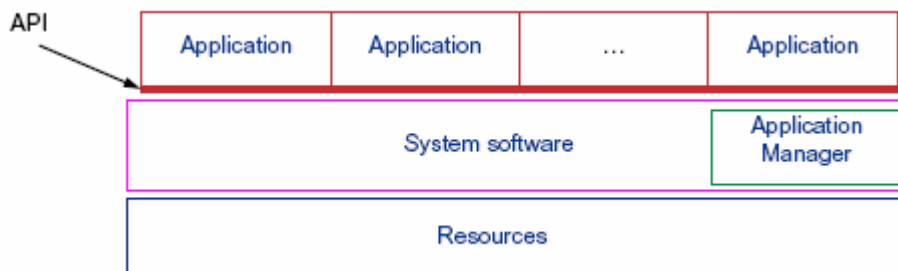 API
Application
Application
...
Application
System software
Application
Manager
Resources